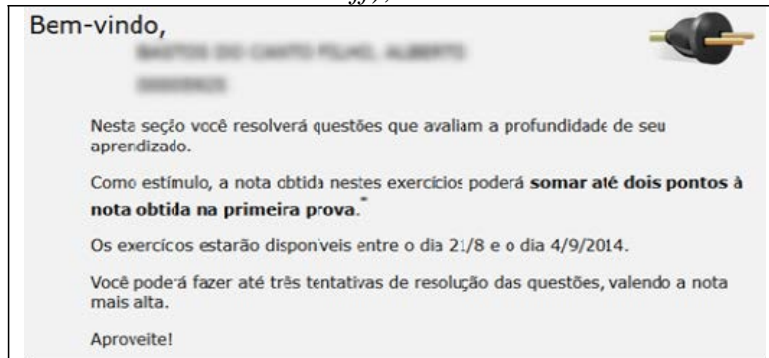 Bem-vindo,
Nesta seção você resolverá questões que avaliam a profundidade de seu
aprendizado.
Como estímulo, a nota obtida nestes exercícios poderá somar até dois pontos à
nota obtida na primeira prova.*
Os exercícos estarão disponíveis entre o dia 21/8 e o dia 4/9/2014.
Você poderá fazer até três tentativas de resolução das questões, valendo a nota
mais alta.
Aproveite!